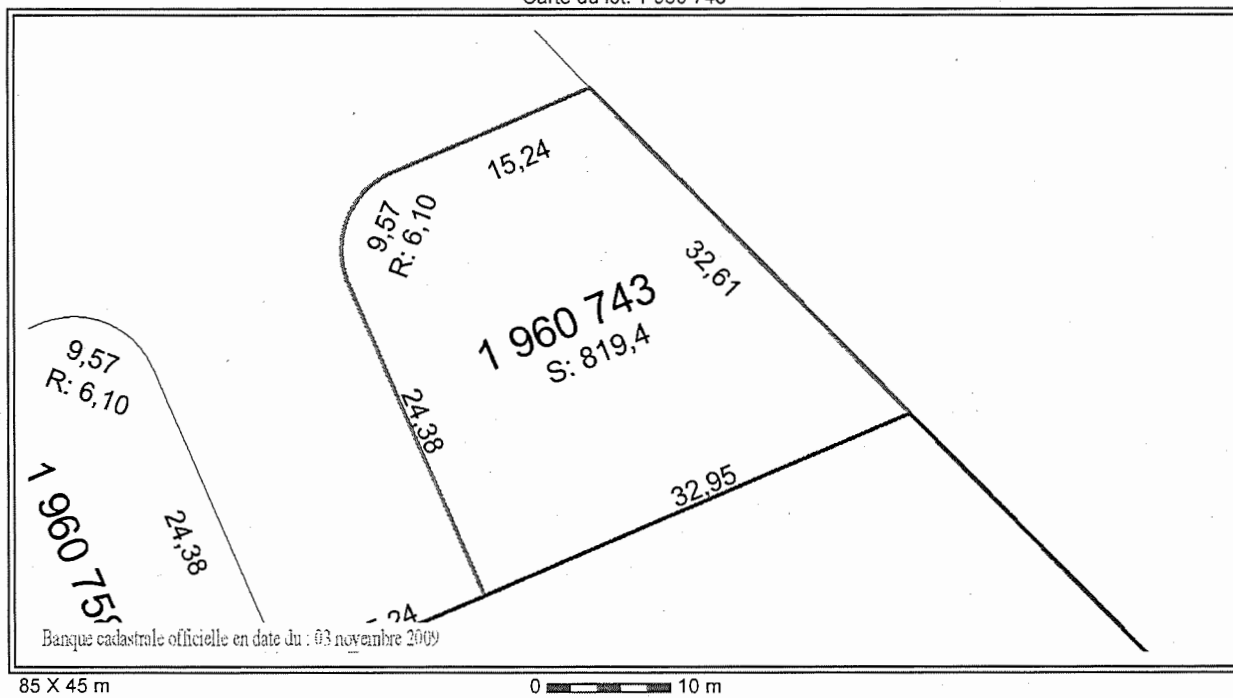 15,24
9,57
R: 6,10
32,61
1 960 743
S: 819,4
9,57
R: 6,10
24,38
32,95
1 960 75
24,38
24
Banque cadastrale officielle en date du : 03 novembre 2009
85 X 45 m
0 10 m